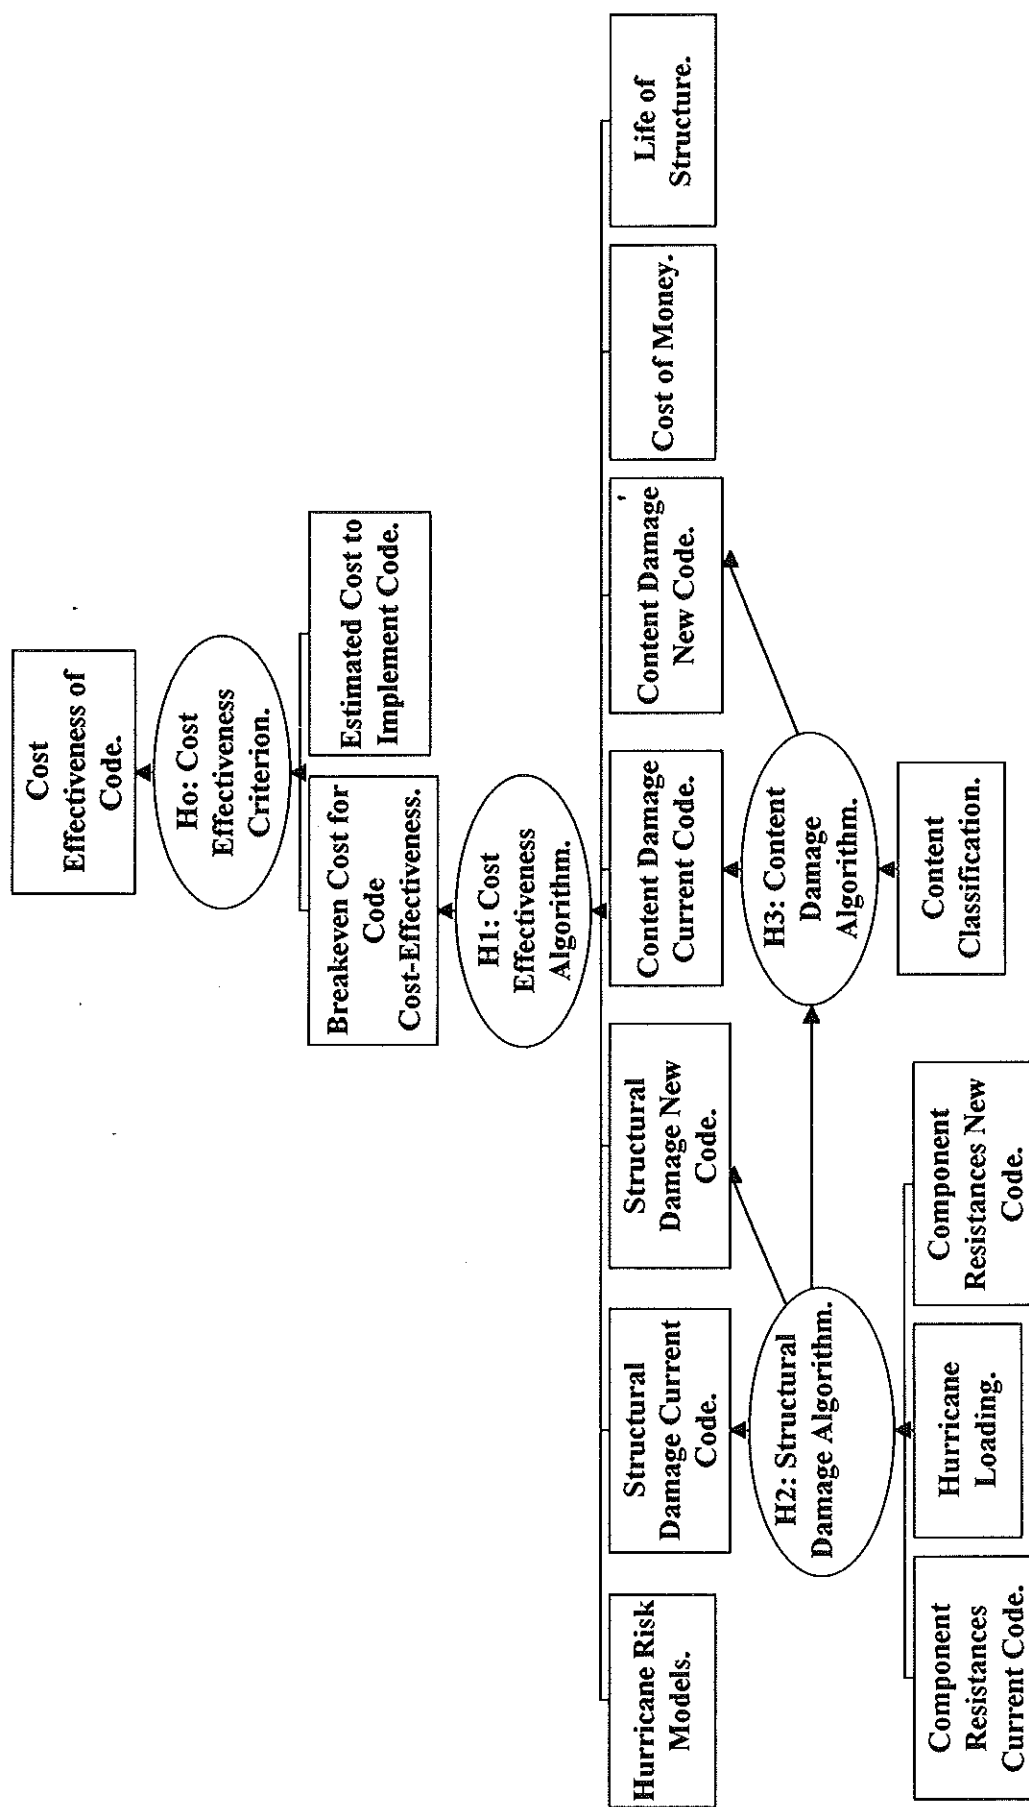 Cost
Effectiveness of
Code.
Ho: Cost
Effectiveness
Criterion.
Breakeven Cost for
Code
Cost-Effectiveness.
Estimated Cost to
Implement Code.
H1: Cost
Effectiveness
Algorithm.
Hurricane Risk
Models.
Structural
Damage Current
Code.
Structural
Damage New
Code.
Content Damage
Current Code.
Content Damage
New Code.
Cost of Money.
Life of
Structure.
H2: Structural
Damage Algorithm.
H3: Content
Damage
Algorithm.
Component
Resistances
Current Code.
Hurricane
Loading.
Component
Resistances New
Code.
Content
Classification.